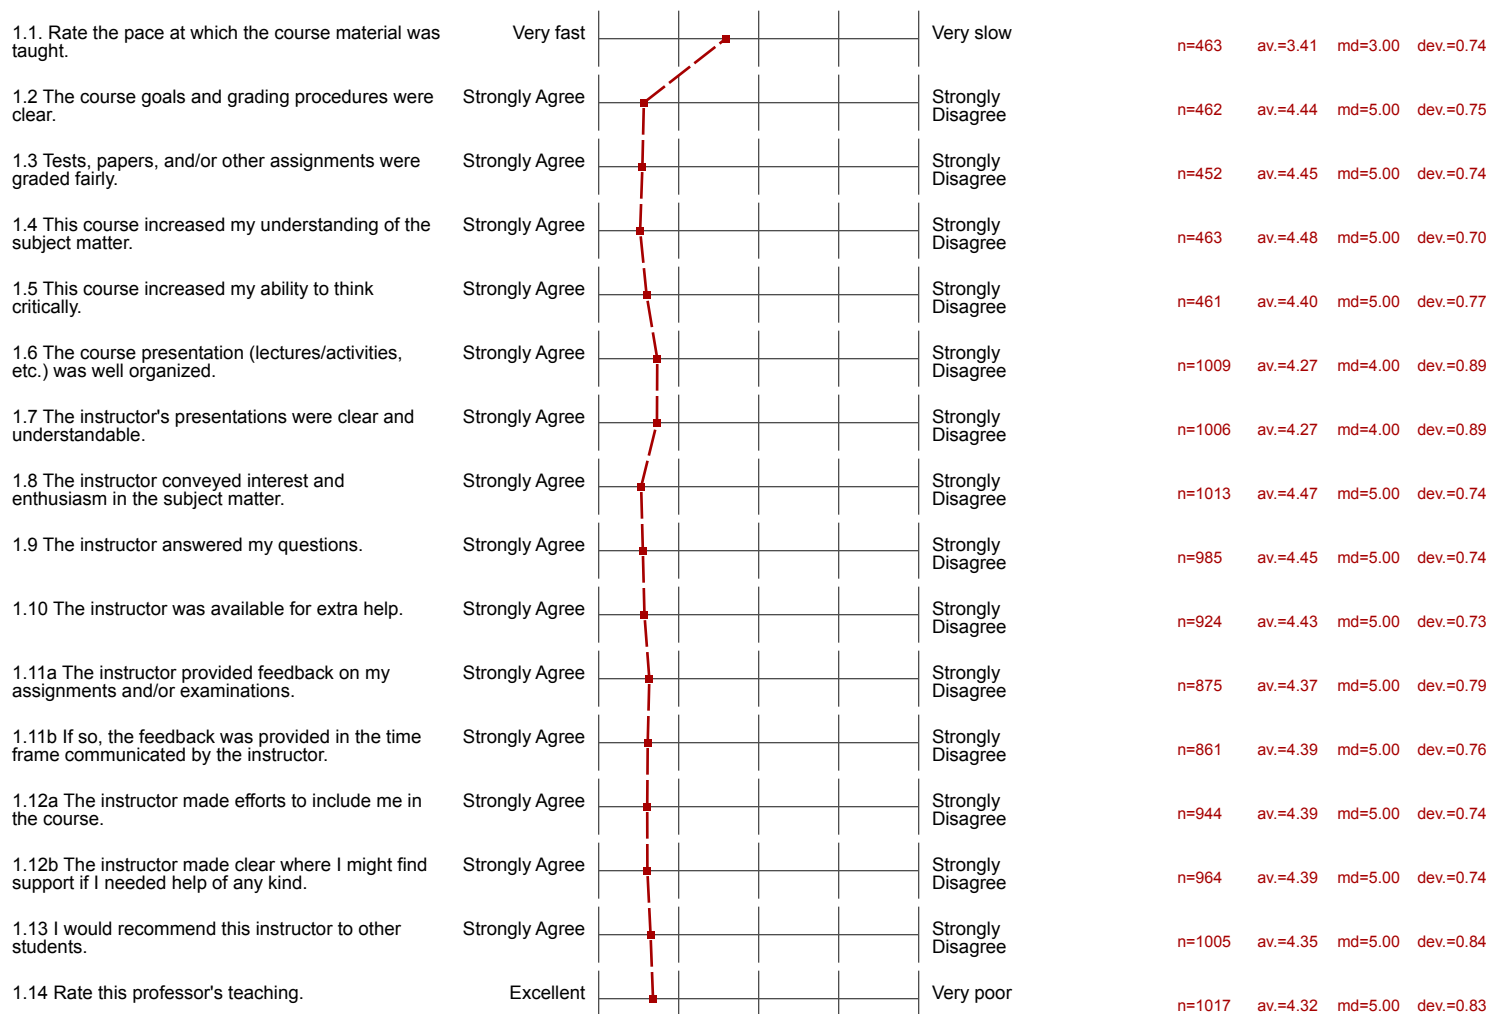 1.1. Rate the pace at which the course material was
taught.
Very fast
Very slow
n=463 av.=3.41 md=3.00 dev.=0.74
1.2 The course goals and grading procedures were
clear.
Strongly Agree
Strongly
Disagree
n=462 av.=4.44 md=5.00 dev.=0.75
1.3 Tests, papers, and/or other assignments were
graded fairly.
Strongly Agree
Strongly
Disagree
n=452 av.=4.45 md=5.00 dev.=0.74
1.4 This course increased my understanding of the
subject matter.
Strongly Agree
Strongly
Disagree
n=463 av.=4.48 md=5.00 dev.=0.70
1.5 This course increased my ability to think
critically.
Strongly Agree
Strongly
Disagree
n=461 av.=4.40 md=5.00 dev.=0.77
1.6 The course presentation (lectures/activities,
etc.) was well organized.
Strongly Agree
Strongly
Disagree
n=1009 av.=4.27 md=4.00 dev.=0.89
1.7 The instructor's presentations were clear and
understandable.
Strongly Agree
Strongly
Disagree
n=1006 av.=4.27 md=4.00 dev.=0.89
1.8 The instructor conveyed interest and
enthusiasm in the subject matter.
Strongly Agree
Strongly
Disagree
n=1013 av.=4.47 md=5.00 dev.=0.74
1.9 The instructor answered my questions.
Strongly Agree
Strongly
Disagree
n=985 av.=4.45 md=5.00 dev.=0.74
1.10 The instructor was available for extra help.
Strongly Agree
Strongly
Disagree
n=924 av.=4.43 md=5.00 dev.=0.73
1.11a The instructor provided feedback on my
assignments and/or examinations.
Strongly Agree
Strongly
Disagree
n=875 av.=4.37 md=5.00 dev.=0.79
1.11b If so, the feedback was provided in the time
frame communicated by the instructor.
Strongly Agree
Strongly
Disagree
n=861 av.=4.39 md=5.00 dev.=0.76
1.12a The instructor made efforts to include me in
the course.
Strongly Agree
Strongly
Disagree
n=944 av.=4.39 md=5.00 dev.=0.74
1.12b The instructor made clear where I might find
support if I needed help of any kind.
Strongly Agree
Strongly
Disagree
n=964 av.=4.39 md=5.00 dev.=0.74
1.13 I would recommend this instructor to other
students.
Strongly Agree
Strongly
Disagree
n=1005 av.=4.35 md=5.00 dev.=0.84
1.14 Rate this professor's teaching.
Excellent
Very poor
n=1017 av.=4.32 md=5.00 dev.=0.83